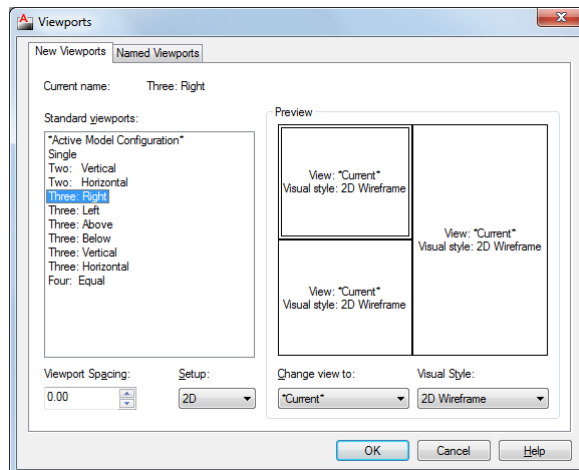 Viewports
New Viewports
Named Viewports
Current name: Three: Right
Standard viewports:
*Active Model Configuration*
Single
Two: Vertical
Two: Horizontal
Three: Right
Three: Left
Three: Above
Three: Below
Three: Vertical
Three: Horizontal
Four: Equal
Preview
View: *Current*
Visual style: 2D Wireframe
View: *Current*
Visual style: 2D Wireframe
View: *Current*
Visual style: 2D Wireframe
Viewport Spacing:
0.00
Setup:
2D
Change view to:
*Current*
Visual Style:
2D Wireframe
OK
Cancel
Help